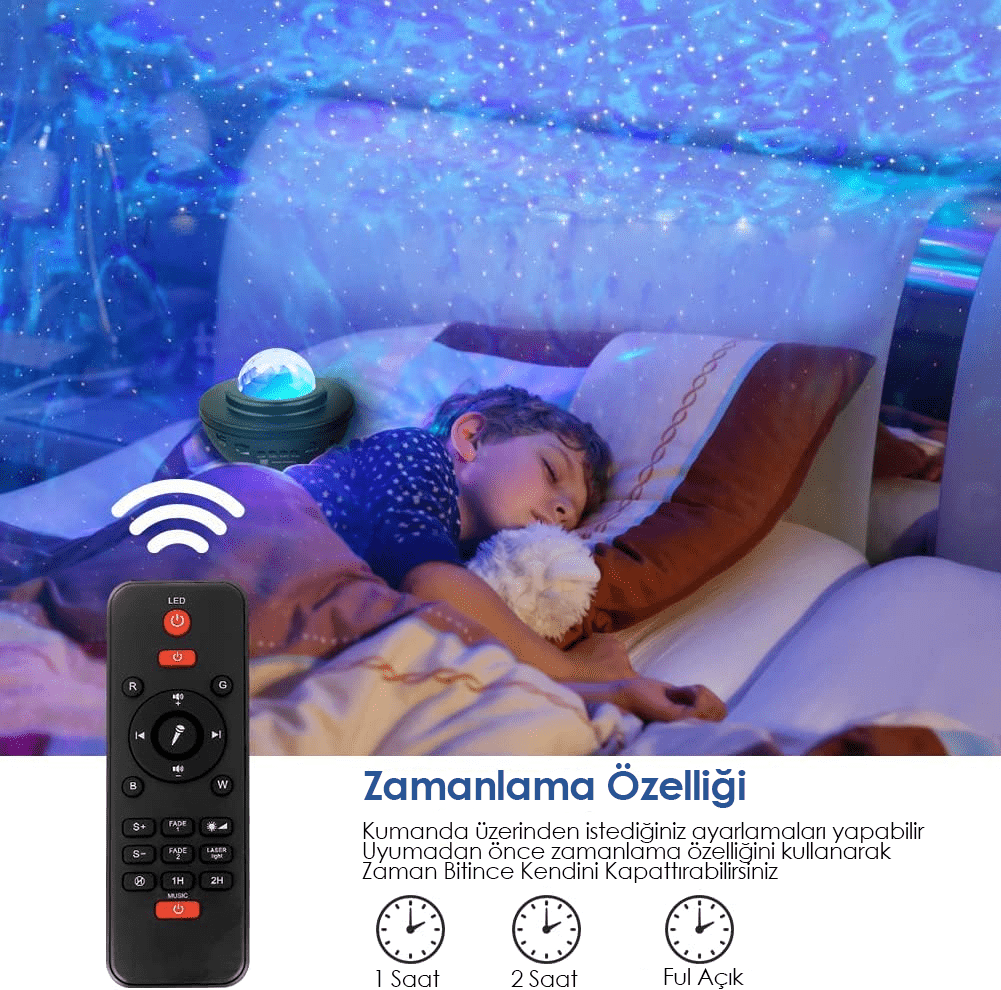 LED
R G
B W
S+ FADE 1
S- FADE 2 LASER light
1H 2H
MUSIC
Zamanlama Özelliği
Kumanda üzerinden istediğiniz ayarlamaları yapabilir
Uyumadan önce zamanlama özelliğini kullanarak
Zaman Bitince Kendini Kapattırabilirsiniz
1 Saat 2 Saat Ful Açık